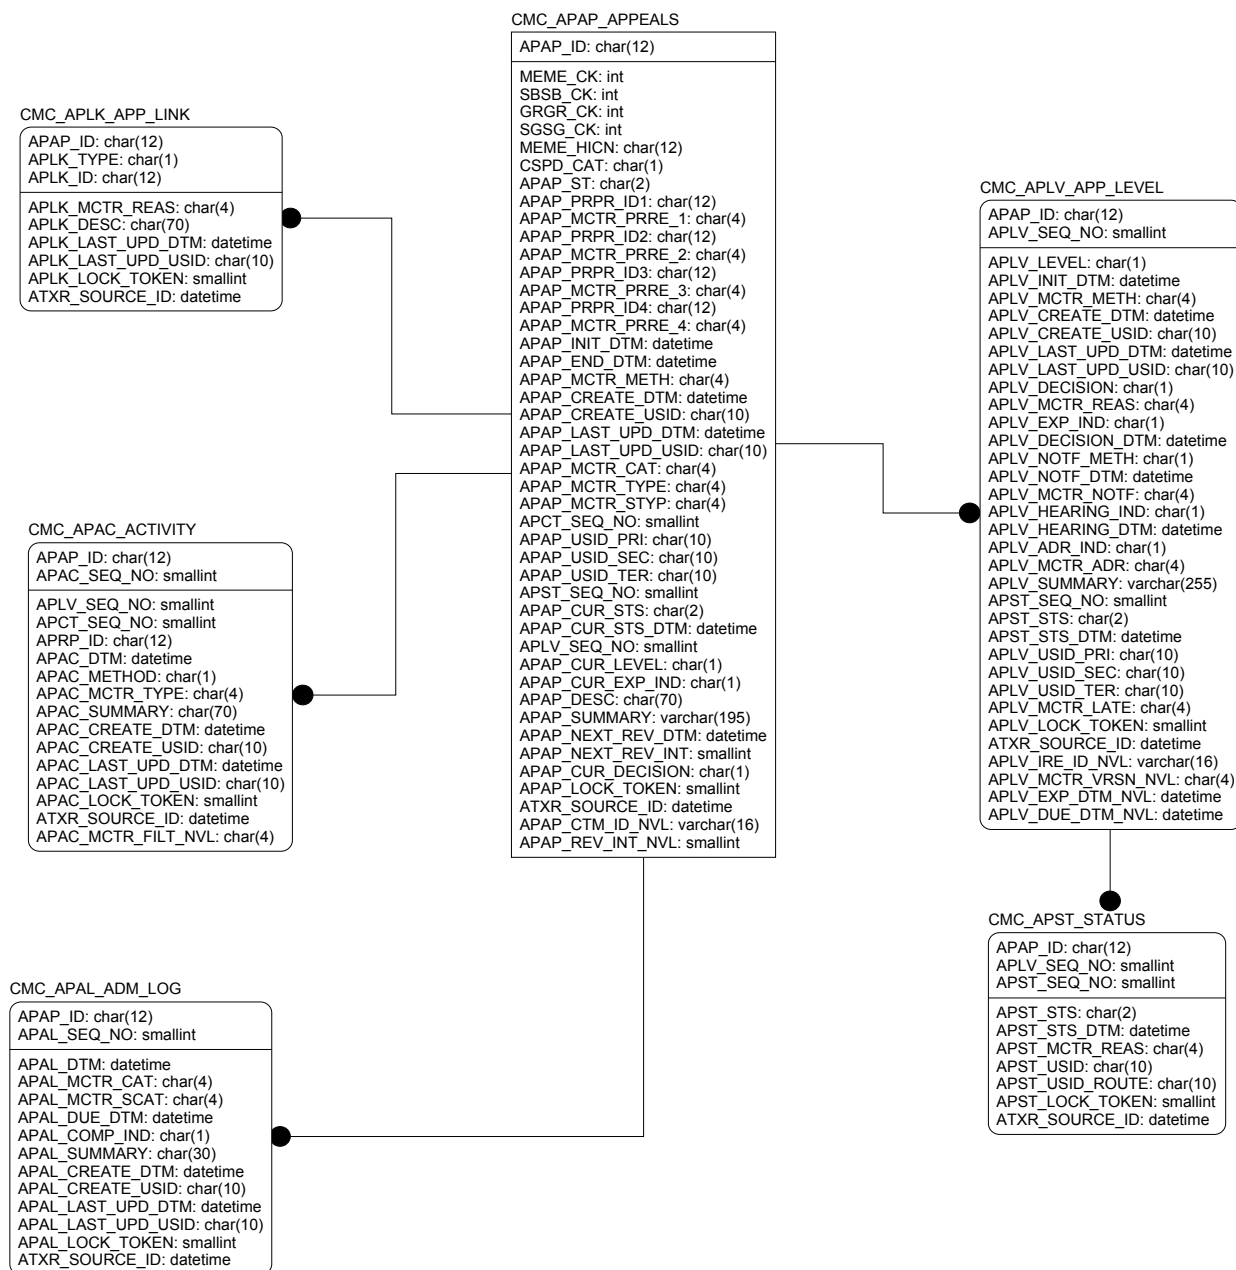 CMC_APAP_APPEALS
APAP_ID: char(12)
MEME_CK: int
SBSB_CK: int
GRGR_CK: int
SGSG_CK: int
MEME_HICN: char(12)
CSPD_CAT: char(1)
APAP_ST: char(2)
APAP_PRPR_ID1: char(12)
APAP_MCTR_PRRE_1: char(4)
APAP_PRPR_ID2: char(12)
APAP_MCTR_PRRE_2: char(4)
APAP_PRPR_ID3: char(12)
APAP_MCTR_PRRE_3: char(4)
APAP_PRPR_ID4: char(12)
APAP_MCTR_PRRE_4: char(4)
APAP_INIT_DTM: datetime
APAP_END_DTM: datetime
APAP_MCTR_METH: char(4)
APAP_CREATE_DTM: datetime
APAP_CREATE_USID: char(10)
APAP_LAST_UPD_DTM: datetime
APAP_LAST_UPD_USID: char(10)
APAP_MCTR_CAT: char(4)
APAP_MCTR_TYPE: char(4)
APAP_MCTR_STYP: char(4)
APCT_SEQ_NO: smallint
APAP_USID_PRI: char(10)
APAP_USID_SEC: char(10)
APAP_USID_TER: char(10)
APST_SEQ_NO: smallint
APAP_CUR_STS: char(2)
APAP_CUR_STS_DTM: datetime
APLV_SEQ_NO: smallint
APAP_CUR_LEVEL: char(1)
APAP_CUR_EXP_IND: char(1)
APAP_DESC: char(70)
APAP_SUMMARY: varchar(195)
APAP_NEXT_REV_DTM: datetime
APAP_NEXT_REV_INT: smallint
APAP_CUR_DECISION: char(1)
APAP_LOCK_TOKEN: smallint
ATXR_SOURCE_ID: datetime
APAP_CTM_ID_NVL: varchar(16)
APAP_REV_INT_NVL: smallint
CMC_APLK_APP_LINK
APAP_ID: char(12)
APLK_TYPE: char(1)
APLK_ID: char(12)
APLK_MCTR_REAS: char(4)
APLK_DESC: char(70)
APLK_LAST_UPD_DTM: datetime
APLK_LAST_UPD_USID: char(10)
APLK_LOCK_TOKEN: smallint
ATXR_SOURCE_ID: datetime
CMC_APLV_APP_LEVEL
APAP_ID: char(12)
APLV_SEQ_NO: smallint
APLV_LEVEL: char(1)
APLV_INIT_DTM: datetime
APLV_MCTR_METH: char(4)
APLV_CREATE_DTM: datetime
APLV_CREATE_USID: char(10)
APLV_LAST_UPD_DTM: datetime
APLV_LAST_UPD_USID: char(10)
APLV_DECISION: char(1)
APLV_MCTR_REAS: char(4)
APLV_EXP_IND: char(1)
APLV_DECISION_DTM: datetime
APLV_NOTF_METH: char(1)
APLV_NOTF_DTM: datetime
APLV_MCTR_NOTF: char(4)
APLV_HEARING_IND: char(1)
APLV_HEARING_DTM: datetime
APLV_ADR_IND: char(1)
APLV_MCTR_ADR: char(4)
APLV_SUMMARY: varchar(255)
APST_SEQ_NO: smallint
APST_STS: char(2)
APST_STS_DTM: datetime
APLV_USID_PRI: char(10)
APLV_USID_SEC: char(10)
APLV_USID_TER: char(10)
APLV_MCTR_LATE: char(4)
APLV_LOCK_TOKEN: smallint
ATXR_SOURCE_ID: datetime
APLV_IRE_ID_NVL: varchar(16)
APLV_MCTR_VRSN_NVL: char(4)
APLV_EXP_DTM_NVL: datetime
APLV_DUE_DTM_NVL: datetime
CMC_APAC_ACTIVITY
APAP_ID: char(12)
APAC_SEQ_NO: smallint
APLV_SEQ_NO: smallint
APCT_SEQ_NO: smallint
APRP_ID: char(12)
APAC_DTM: datetime
APAC_METHOD: char(1)
APAC_MCTR_TYPE: char(4)
APAC_SUMMARY: char(70)
APAC_CREATE_DTM: datetime
APAC_CREATE_USID: char(10)
APAC_LAST_UPD_DTM: datetime
APAC_LAST_UPD_USID: char(10)
APAC_LOCK_TOKEN: smallint
ATXR_SOURCE_ID: datetime
APAC_MCTR_FILT_NVL: char(4)
CMC_APST_STATUS
APAP_ID: char(12)
APLV_SEQ_NO: smallint
APST_SEQ_NO: smallint
APST_STS: char(2)
APST_STS_DTM: datetime
APST_MCTR_REAS: char(4)
APST_USID: char(10)
APST_USID_ROUTE: char(10)
APST_LOCK_TOKEN: smallint
ATXR_SOURCE_ID: datetime
CMC_APAL_ADM_LOG
APAP_ID: char(12)
APAL_SEQ_NO: smallint
APAL_DTM: datetime
APAL_MCTR_CAT: char(4)
APAL_MCTR_SCAT: char(4)
APAL_DUE_DTM: datetime
APAL_COMP_IND: char(1)
APAL_SUMMARY: char(30)
APAL_CREATE_DTM: datetime
APAL_CREATE_USID: char(10)
APAL_LAST_UPD_DTM: datetime
APAL_LAST_UPD_USID: char(10)
APAL_LOCK_TOKEN: smallint
ATXR_SOURCE_ID: datetime